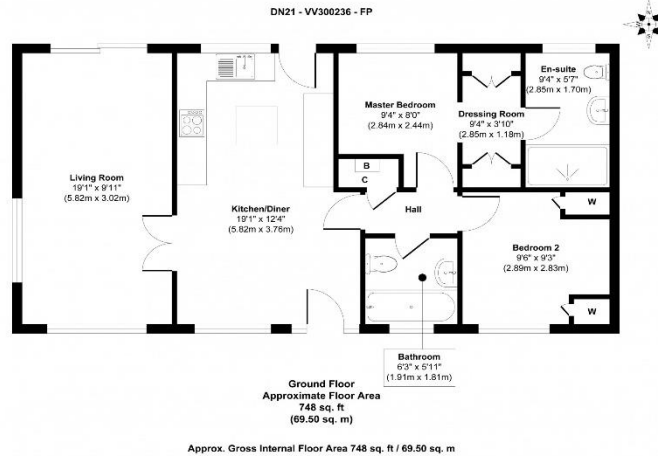 DN21 - VV300236 - FP
En-suite
9'4" x 5'7"
(2.85m x 1.70m)
Master Bedroom
9'4" x 8'0"
(2.84m x 2.44m)
Dressing Room
9'4" x 3'10"
(2.85m x 1.18m)
B
C
Living Room
19'1" x 9'11"
(5.82m x 3.02m)
Kitchen/Diner
19'1" x 12'4"
(5.82m x 3.76m)
Hall
W
Bedroom 2
9'6" x 9'3"
(2.89m x 2.83m)
W
Bathroom
6'3" x 5'11"
(1.91m x 1.81m)
Ground Floor
Approximate Floor Area
748 sq. ft
(69.50 sq. m)
Approx. Gross Internal Floor Area 748 sq. ft / 69.50 sq. m